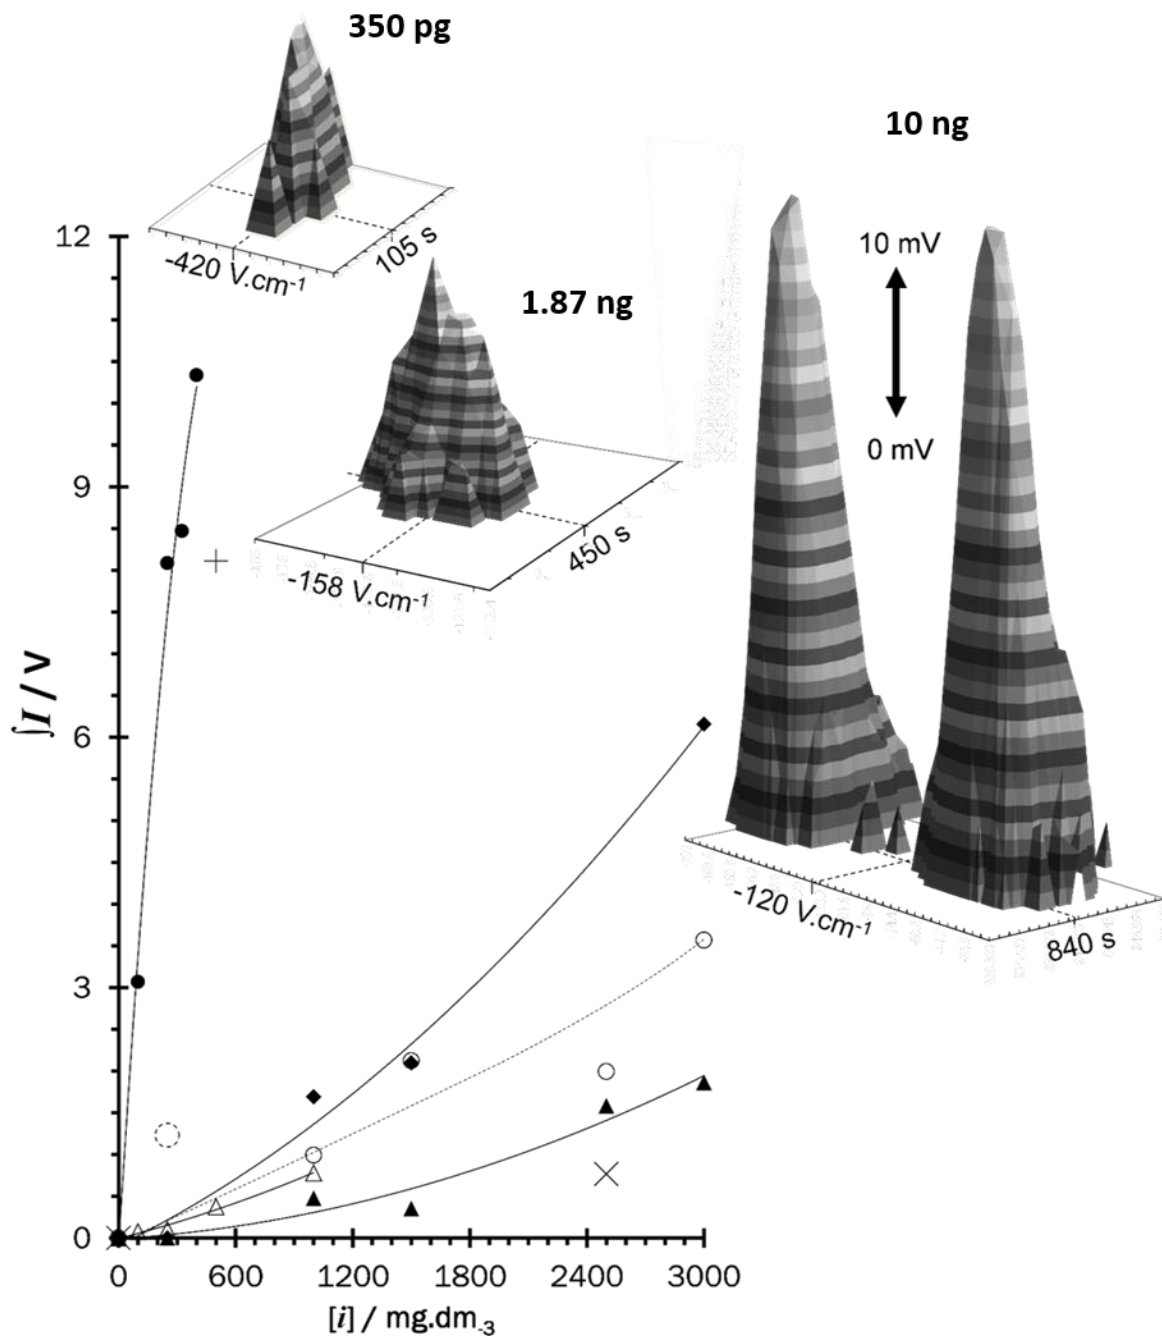 350 pg
10 ng
12
-420 V.cm-1
105 s
10 mV
1.87 ng
0 mV
9
450 s
-158 V.cm-1
∫I / V
6
-120 V.cm-1
840 s
3
0
0
600
1200
1800
2400
3000
[i] / mg.dm-3